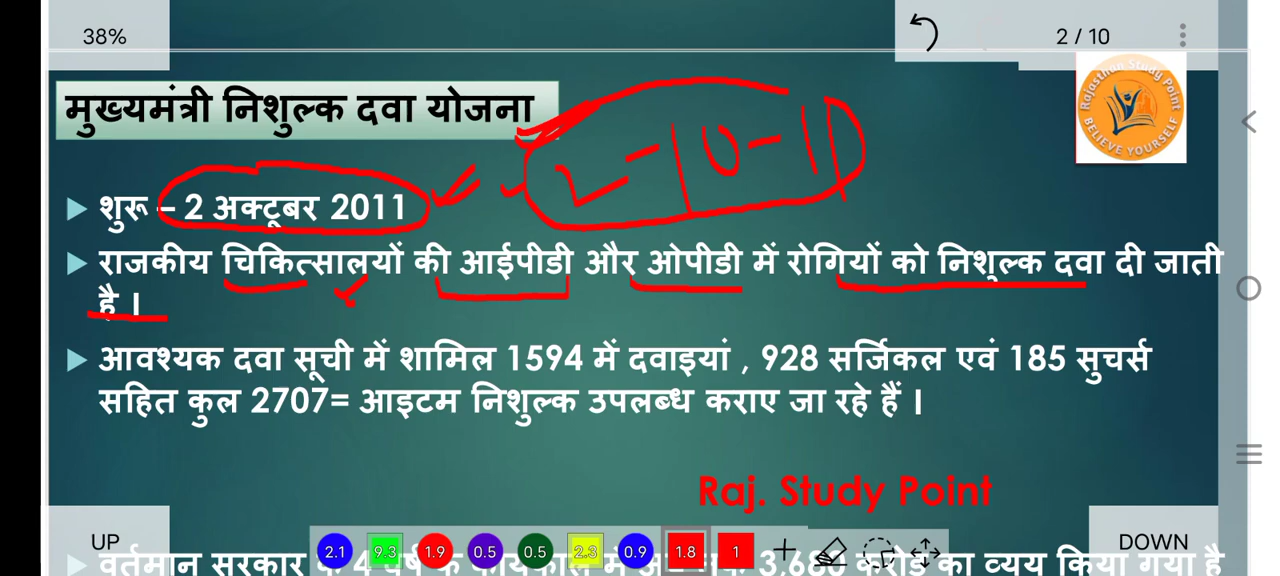 38%
2 / 10
मुख्यमंत्री निशुल्क दवा योजना
2-10-11
Rajasthan Study Point
BELIEVE YOURSELF
शुरू – 2 अक्टूबर 2011
राजकीय चिकित्सालयों की आईपीडी और ओपीडी में रोगियों को निशुल्क दवा दी जाती
है ।
आवश्यक दवा सूची में शामिल 1594 में दवाइयां , 928 सर्जिकल एवं 185 सुचर्स
सहित कुल 2707= आइटम निशुल्क उपलब्ध कराए जा रहे हैं ।
Raj. Study Point
UP
2.1 9.3 1.9 0.5 0.5 2.3 0.9 1.8 1
DOWN
वर्तमान सरकार के 4 वर्ष के कार्यकाल में 3,680 करोड़ का व्यय किया गया है